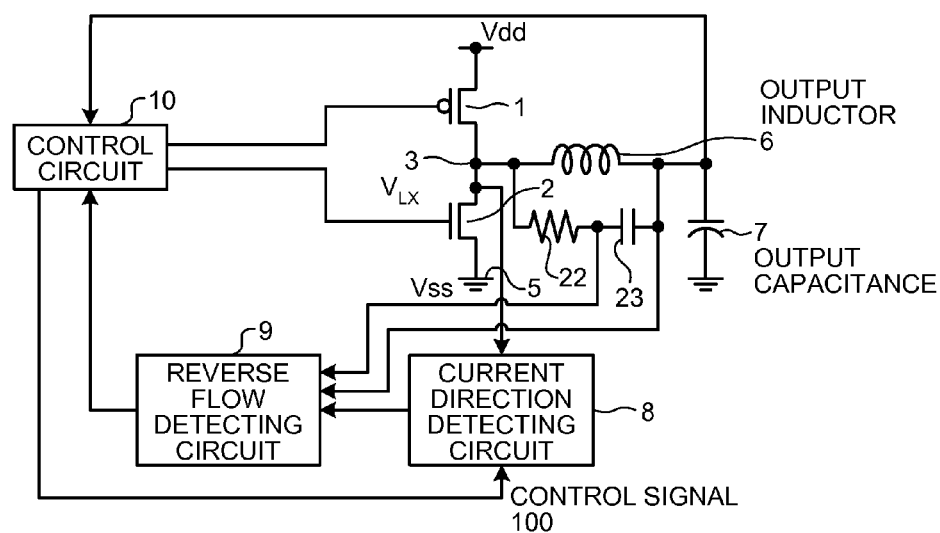 Vdd
10
1
OUTPUT
INDUCTOR
6
CONTROL
CIRCUIT
3
2
VLX
7
22
23
OUTPUT
CAPACITANCE
Vss
5
9
REVERSE
FLOW
DETECTING
CIRCUIT
CURRENT
DIRECTION
DETECTING
CIRCUIT
8
CONTROL SIGNAL
100